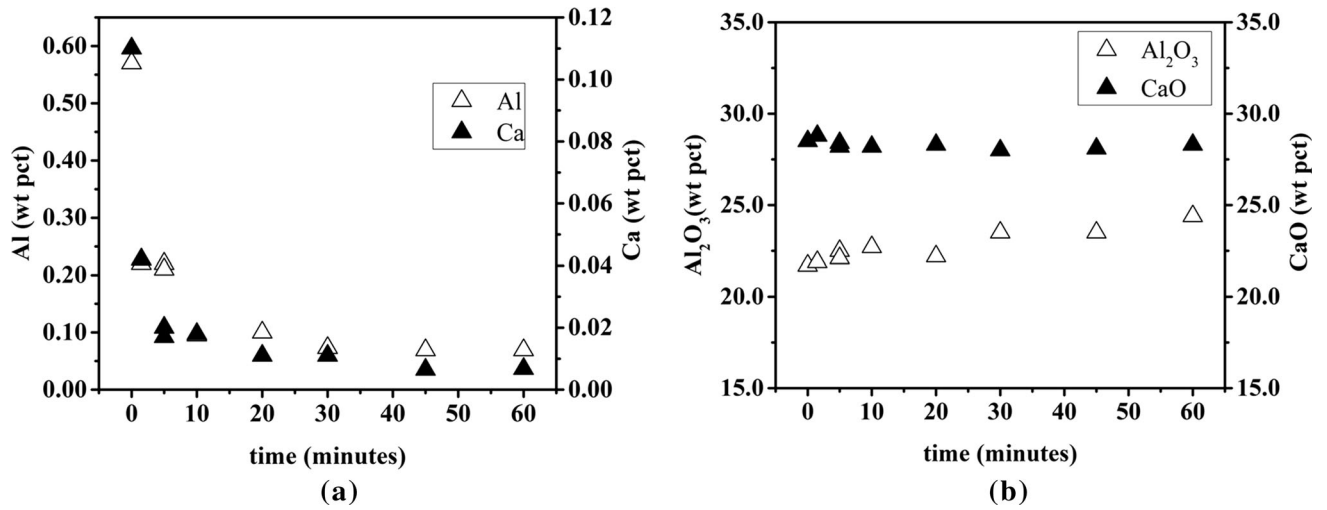 0.60
0.50
0.40
0.30
0.20
0.10
0.00
Al (wt pct)
0.12
0.10
0.08
0.06
0.04
0.02
0.00
Ca (wt pct)
Al
Ca
0 10 20 30 40 50 60
time (minutes)
(a)
35.0
30.0
25.0
20.0
15.0
Al₂O₃(wt pct)
35.0
30.0
25.0
20.0
15.0
CaO (wt pct)
Al₂O₃
CaO
0 10 20 30 40 50 60
time (minutes)
(b)